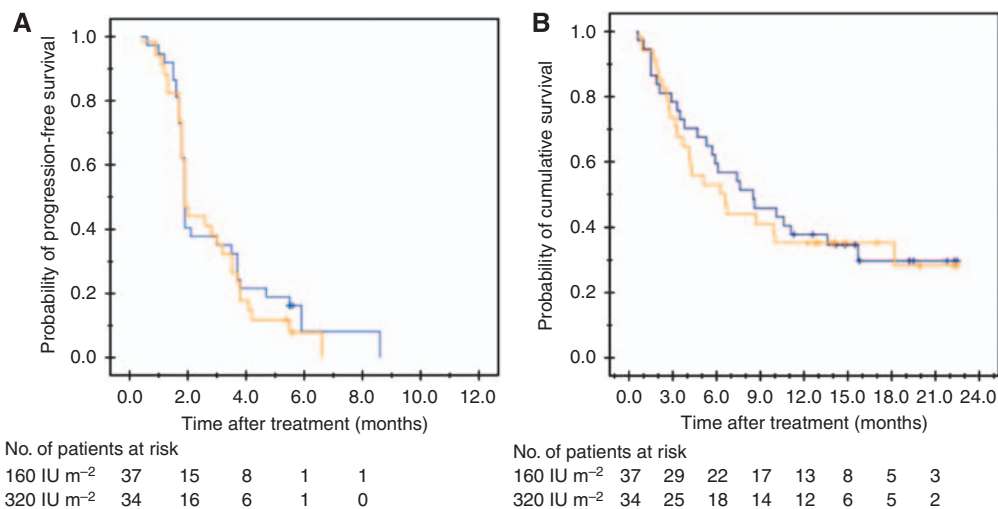 A
Probability of progression-free survival
1.0
0.8
0.6
0.4
0.2
0.0
0.0 2.0 4.0 6.0 8.0 10.0 12.0
Time after treatment (months)
No. of patients at risk
160 IU m⁻² 37 15 8 1 1
320 IU m⁻² 34 16 6 1 0
B
Probability of cumulative survival
1.0
0.8
0.6
0.4
0.2
0.0
0.0 3.0 6.0 9.0 12.0 15.0 18.0 21.0 24.0
Time after treatment (months)
No. of patients at risk
160 IU m⁻² 37 29 22 17 13 8 5 3
320 IU m⁻² 34 25 18 14 12 6 5 2